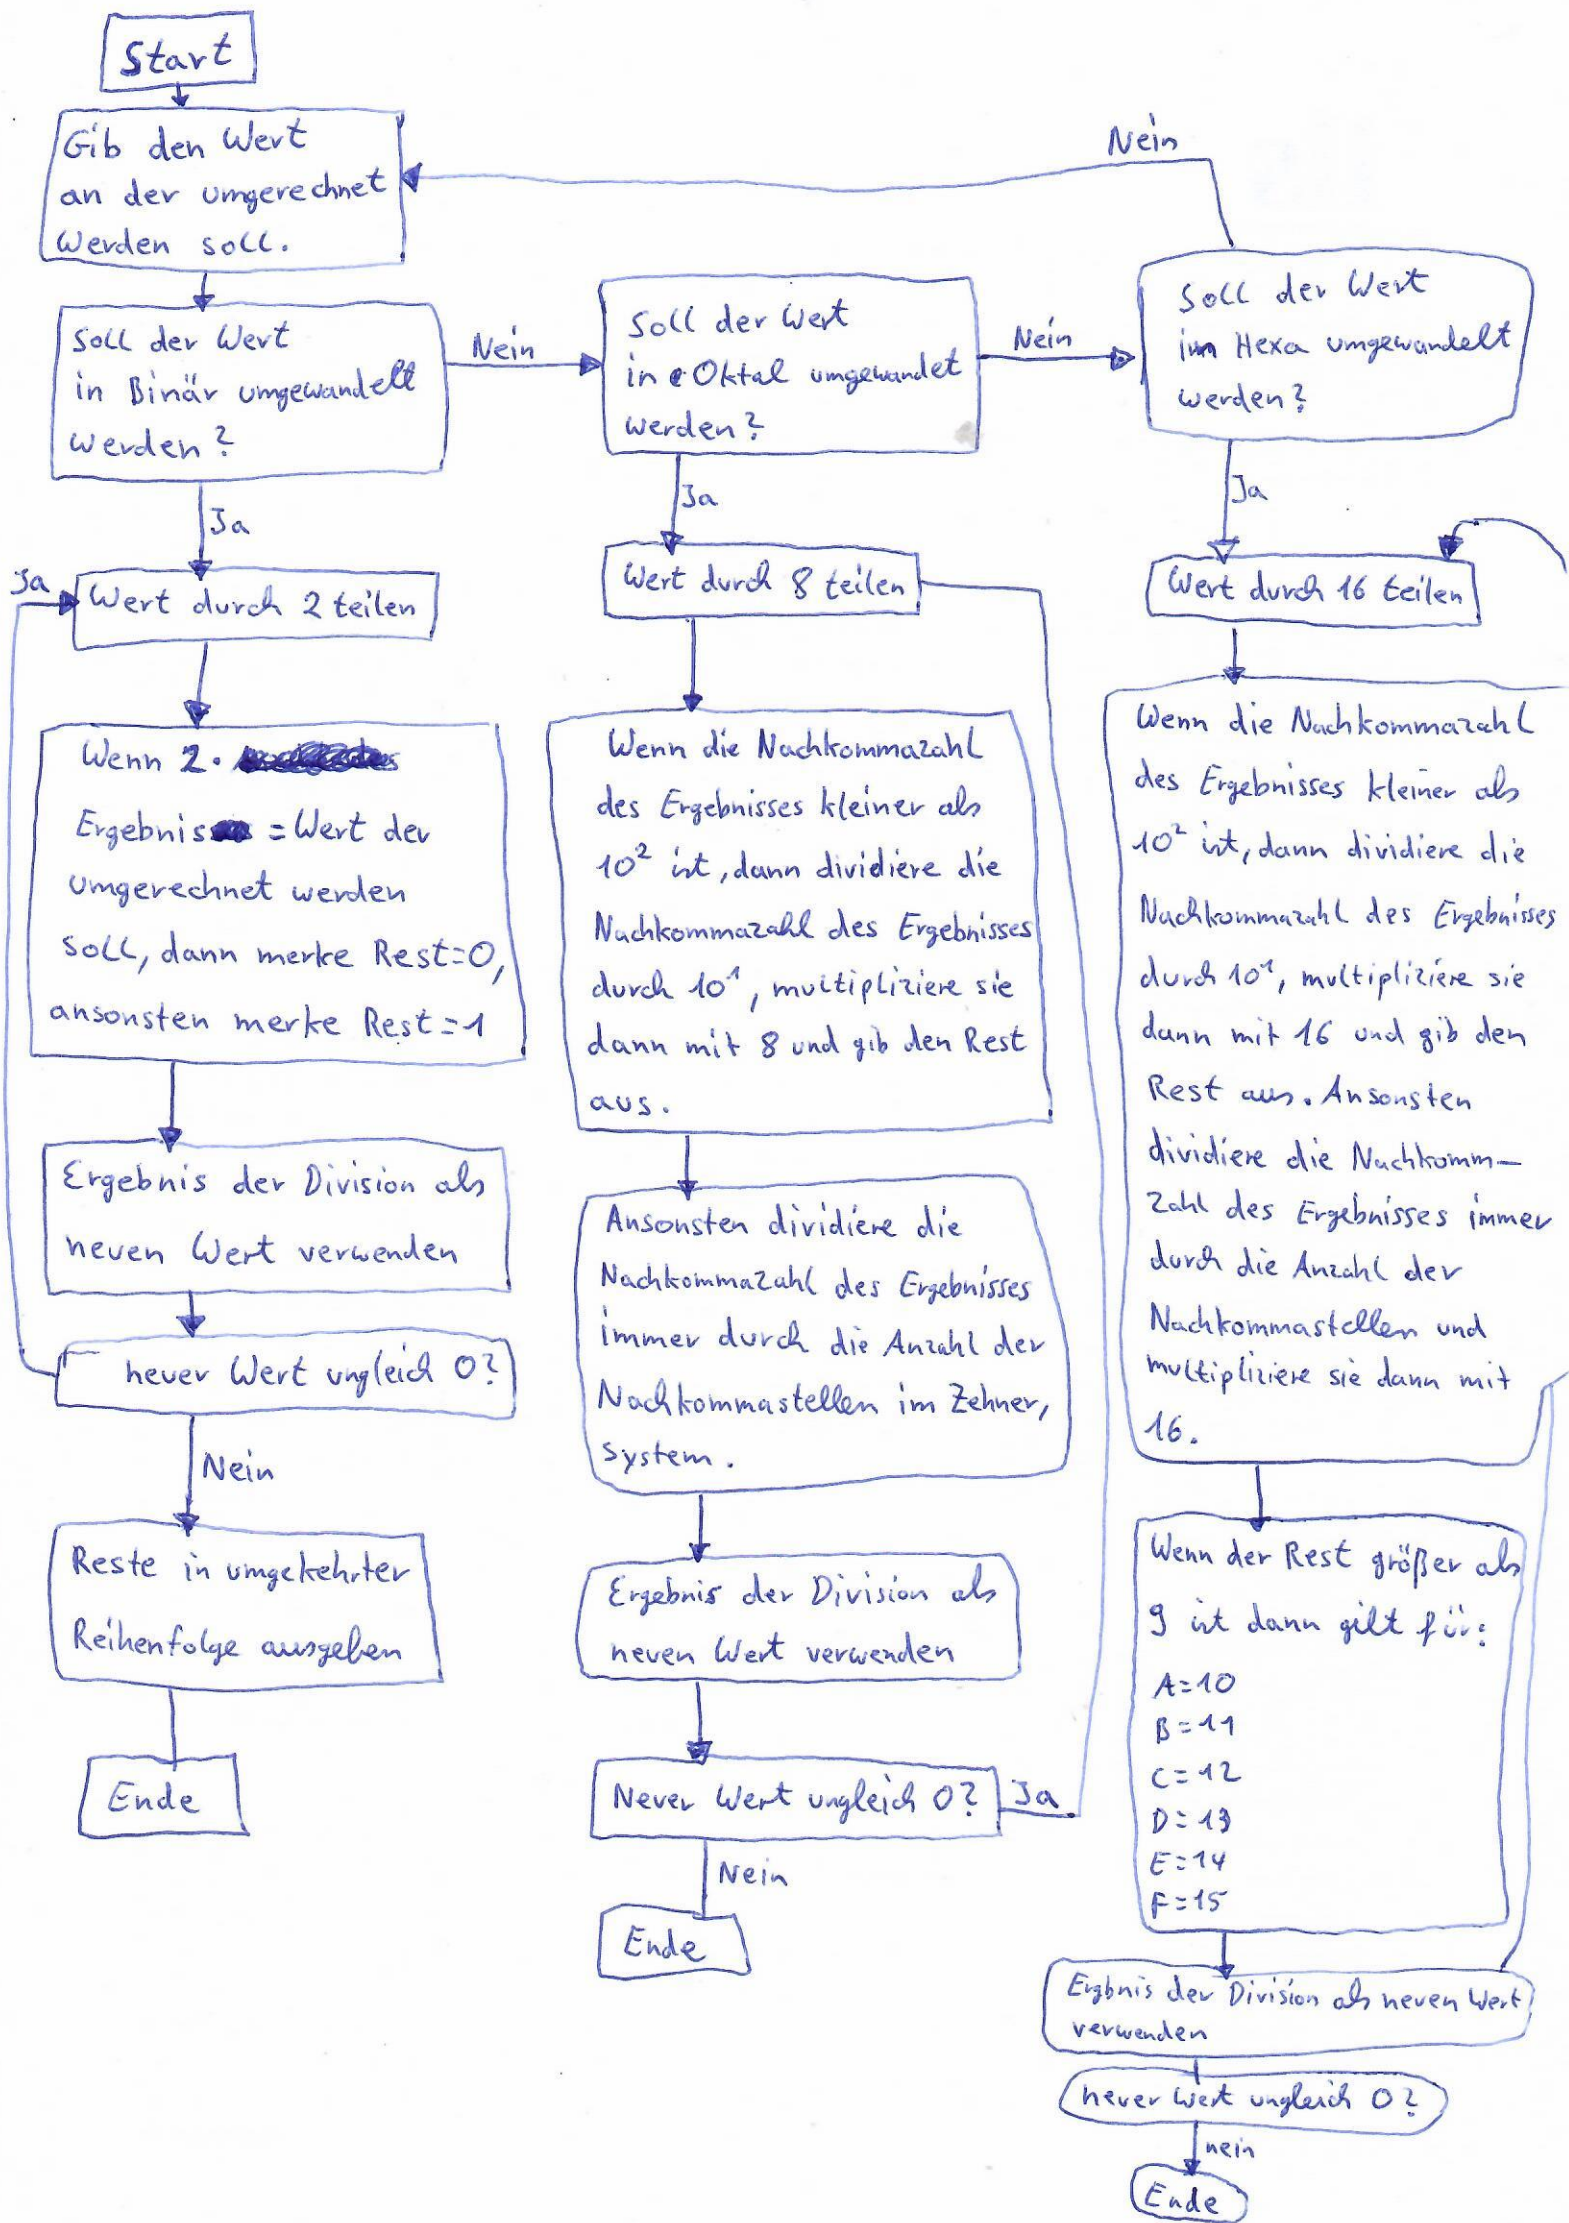 Start
Gib den Wert
an der umgerechnet
werden soll.
Soll der Wert
in Binär umgewandelt
werden?
Nein
Soll der Wert
in Oktal umgewandet
werden?
Nein
Soll der Wert
in Hexa umgewandelt
werden?
Nein
Ja
Ja
Wert durch 2 teilen
Wenn 2.
Ergebnis = Wert der
umgerechnet werden
soll, dann merke Rest=0,
ansonsten merke Rest=1
Ergebnis der Division als
neuen Wert verwenden
neuer Wert ungleich 0?
Nein
Reste in umgekehrter
Reihenfolge ausgeben
Ende
Ja
Wert durch 8 teilen
Wenn die Nachkommazahl
des Ergebnisses kleiner als
10² ist, dann dividiere die
Nachkommazahl des Ergebnisses
durch 10¹, multipliziere sie
dann mit 8 und gib den Rest
aus.
Ansonsten dividiere die
Nachkommazahl des Ergebnisses
immer durch die Anzahl der
Nachkommastellen im Zehner,
system.
Ergebnis der Division als
neuen Wert verwenden
Neuer Wert ungleich 0?
Ja
Nein
Ende
Ja
Wert durch 16 teilen
Wenn die Nachkommazahl
des Ergebnisses kleiner als
10² ist, dann dividiere die
Nachkommazahl des Ergebnisses
durch 10¹, multipliziere sie
dann mit 16 und gib den
Rest aus. Ansonsten
dividiere die Nachkomm-
zahl des Ergebnisses immer
durch die Anzahl der
Nachkommastellen und
multipliziere sie dann mit
16.
Wenn der Rest größer als
9 ist dann gilt für:
A=10
B=11
C=12
D=13
E=14
F=15
Ergbnis der Division als neuen Wert
verwenden
neuer Wert ungleich 0?
nein
Ende